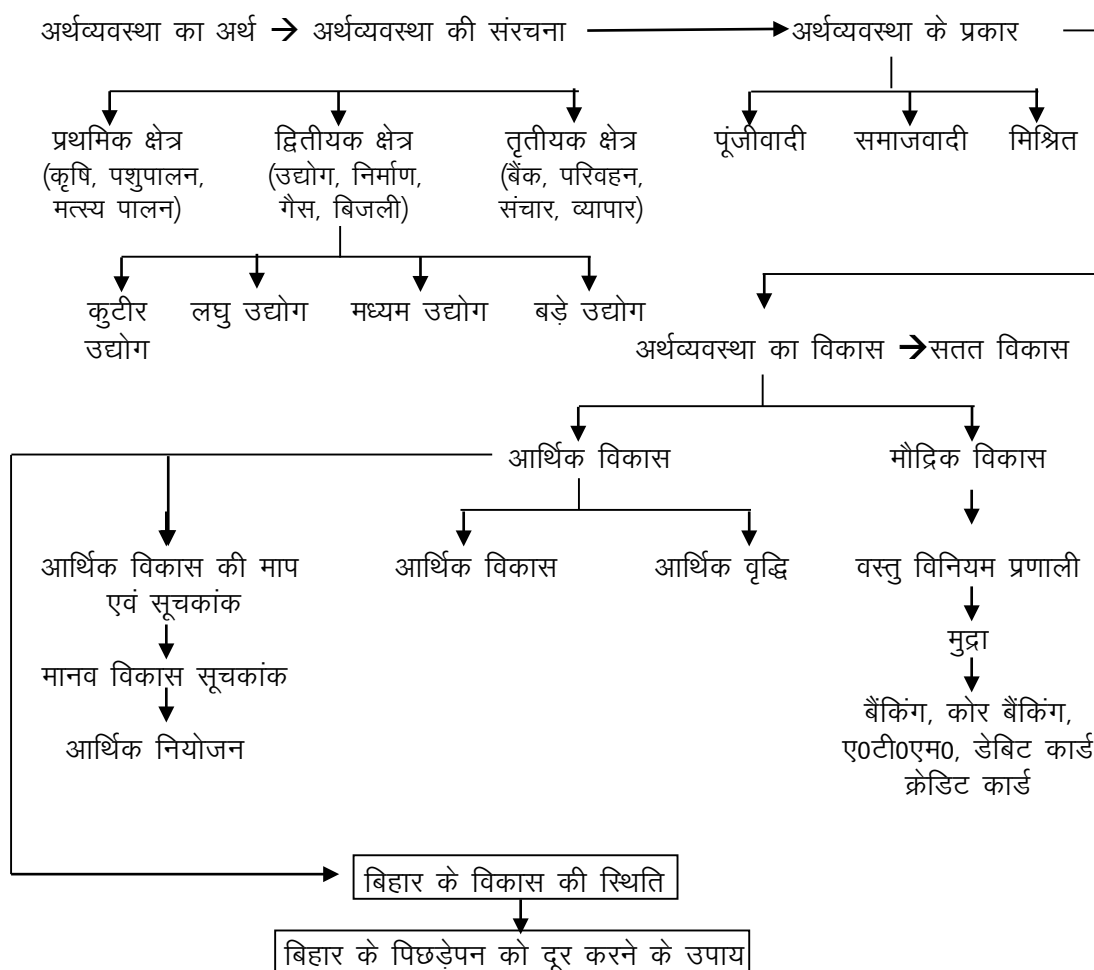 अर्थव्यवस्था का अर्थ → अर्थव्यवस्था की संरचना → अर्थव्यवस्था के प्रकार
प्रथमिक क्षेत्र
(कृषि, पशुपालन,
मत्स्य पालन)
द्वितीयक क्षेत्र
(उद्योग, निर्माण,
गैस, बिजली)
तृतीयक क्षेत्र
(बैंक, परिवहन,
संचार, व्यापार)
पूंजीवादी
समाजवादी
मिश्रित
कुटीर
उद्योग
लघु उद्योग
मध्यम उद्योग
बड़े उद्योग
अर्थव्यवस्था का विकास → सतत विकास
आर्थिक विकास
मौद्रिक विकास
आर्थिक विकास की माप
एवं सूचकांक
आर्थिक विकास
आर्थिक वृद्धि
वस्तु विनियम प्रणाली
मानव विकास सूचकांक
मुद्रा
आर्थिक नियोजन
बैंकिंग, कोर बैंकिंग,
ए0टी0एम0, डेबिट कार्ड
क्रेडिट कार्ड
बिहार के विकास की स्थिति
बिहार के पिछड़ेपन को दूर करने के उपाय